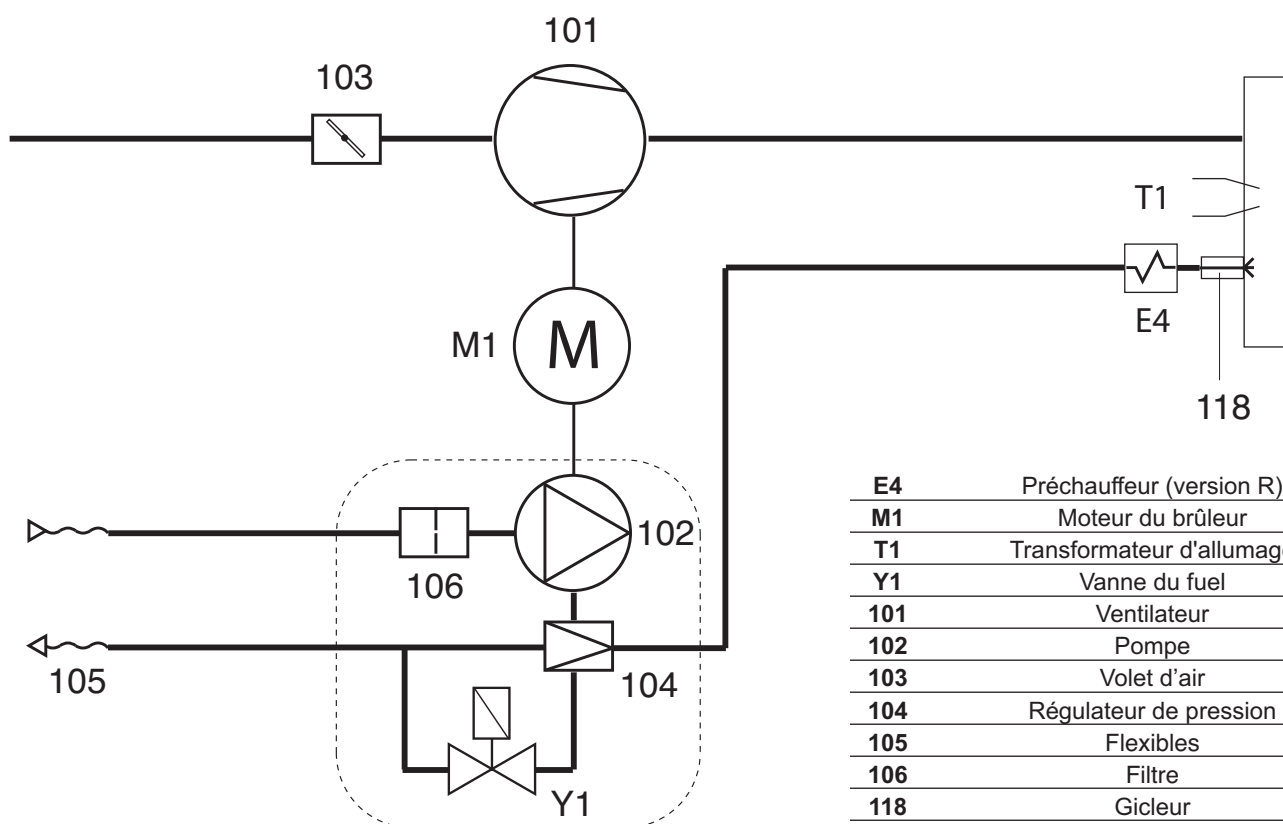 101
103
T1
E4
M1
M
118
102
106
105
104
Y1
E4 Préchauffeur (version R)
M1 Moteur du brûleur
T1 Transformateur d'allumag
Y1 Vanne du fuel
101 Ventilateur
102 Pompe
103 Volet d’air
104 Régulateur de pression
105 Flexibles
106 Filtre
118 Gicleur